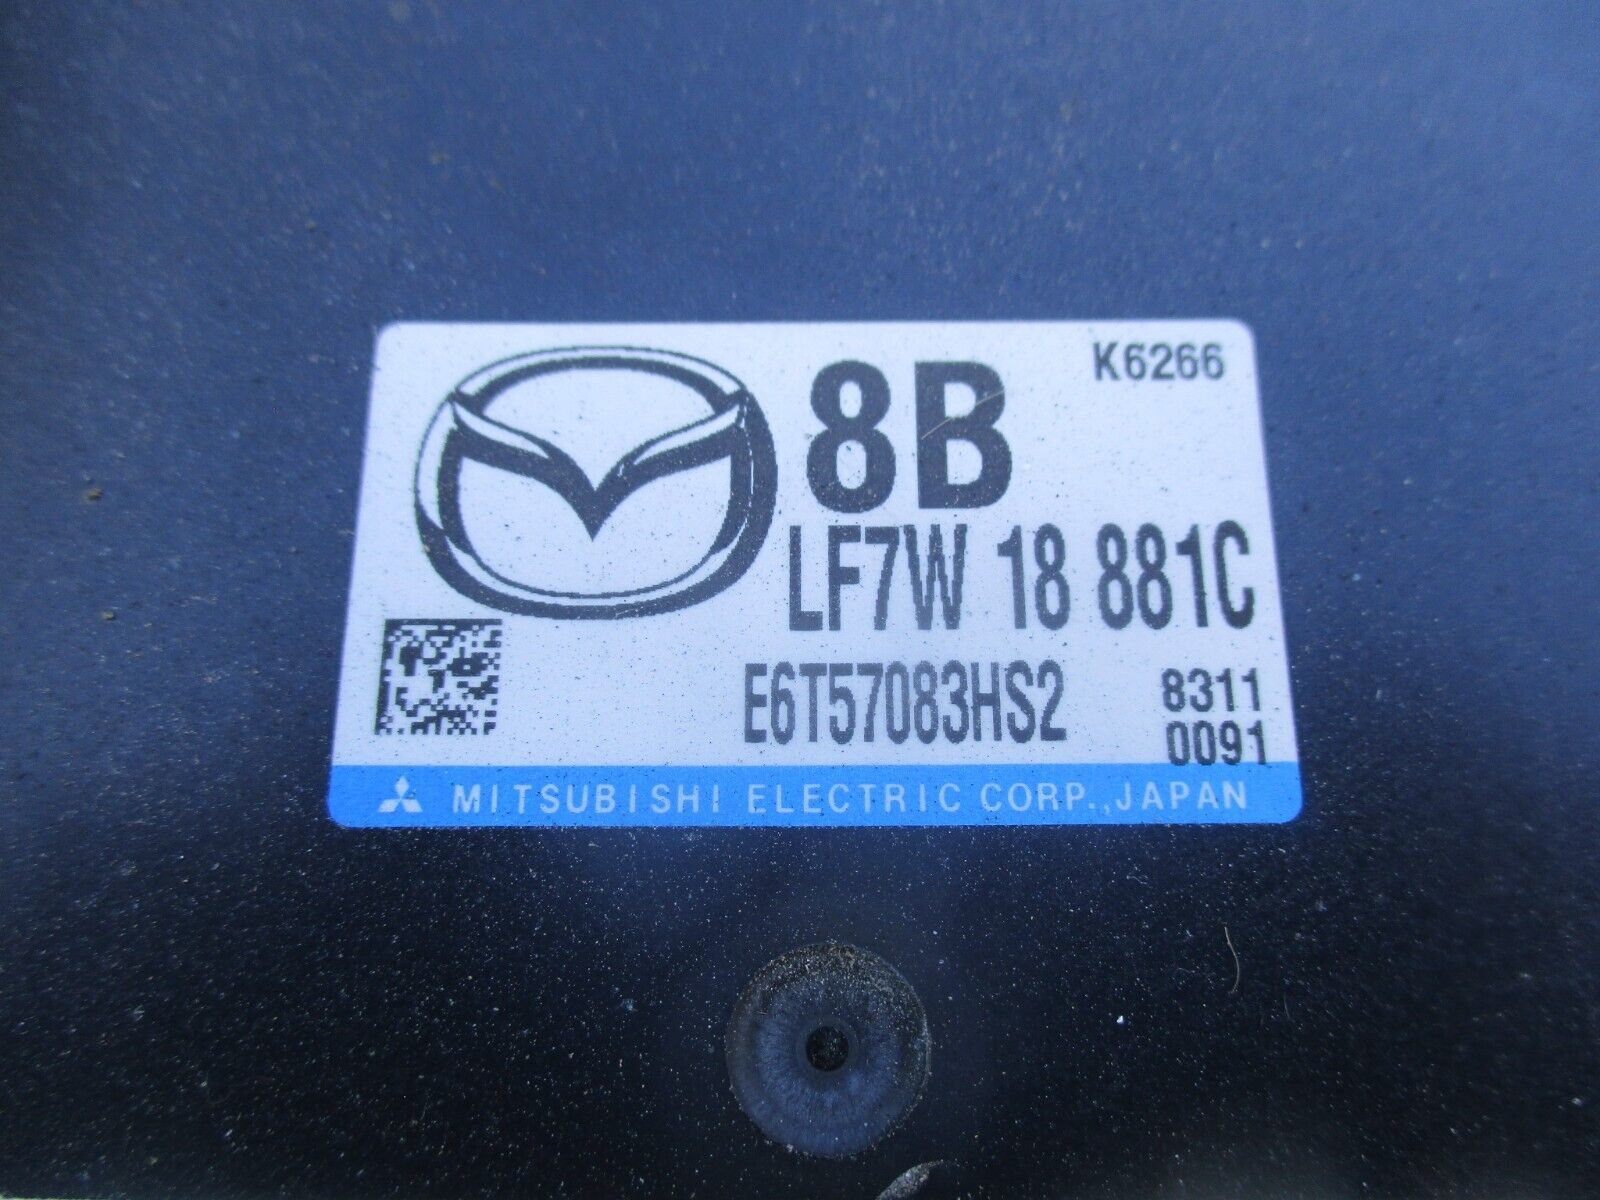 8B
K6266
LF7W 18 881C
E6T57083HS2
8311
0091
MITSUBISHI ELECTRIC CORP., JAPAN